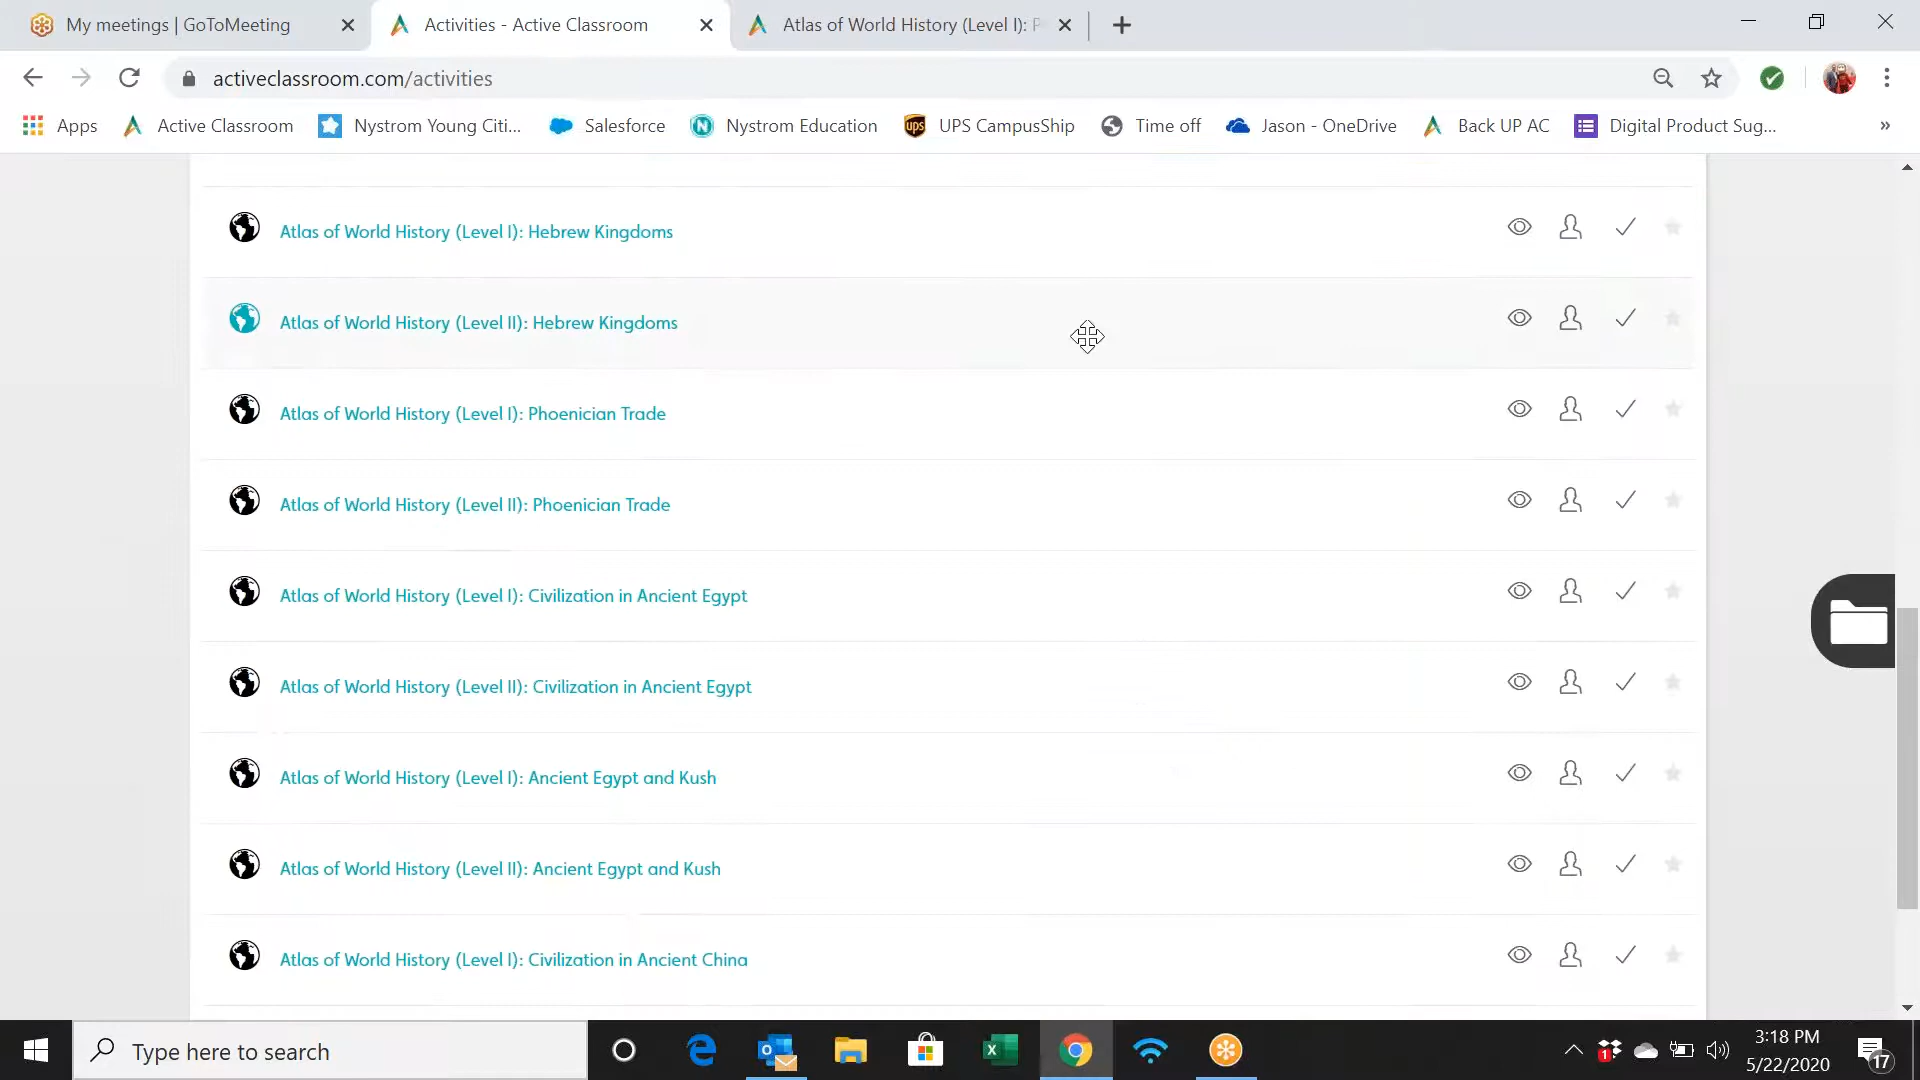 My meetings | GoToMeeting
Activities - Active Classroom
Atlas of World History (Level I): P
activeclassroom.com/activities
Apps
Active Classroom
Nystrom Young Citi...
Salesforce
Nystrom Education
ups
UPS CampusShip
Time off
Jason - OneDrive
Back UP AC
Digital Product Sug...
»
Atlas of World History (Level I): Hebrew Kingdoms
Atlas of World History (Level II): Hebrew Kingdoms
Atlas of World History (Level I): Phoenician Trade
Atlas of World History (Level II): Phoenician Trade
Atlas of World History (Level I): Civilization in Ancient Egypt
Atlas of World History (Level II): Civilization in Ancient Egypt
Atlas of World History (Level I): Ancient Egypt and Kush
Atlas of World History (Level II): Ancient Egypt and Kush
Atlas of World History (Level I): Civilization in Ancient China
Type here to search
1
3:18 PM
5/22/2020
17